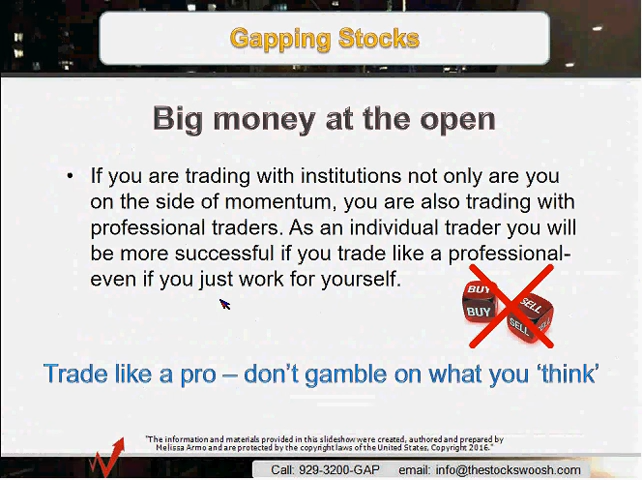 Gapping Stocks
Big money at the open
• If you are trading with institutions not only are you
on the side of momentum, you are also trading with
professional traders. As an individual trader you will
be more successful if you trade like a professional-
even if you just work for yourself.
BUY
BUY
SELL
SELL
SELL
Trade like a pro – don't gamble on what you 'think'
"The information and materials provided in this slideshow were created, authored and prepared by
Melissa Armo and are protected by the copyright laws of the United States, Copyright 2016."
Call: 929-3200-GAP email: info@thestockswoosh.com